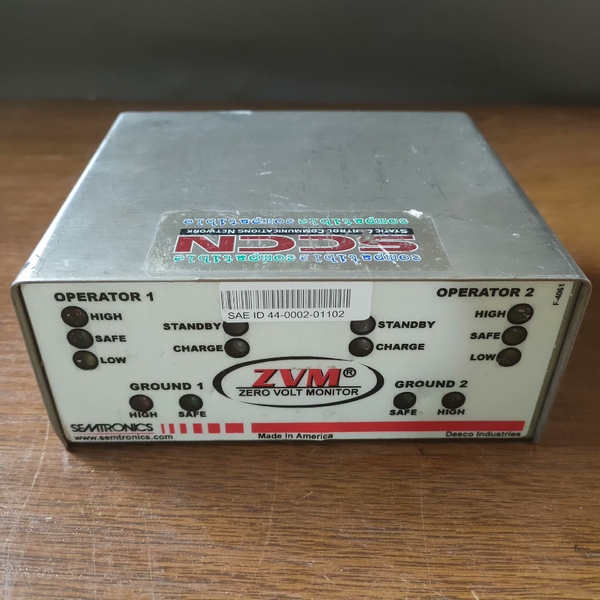 compatible compatible compatible
STATIC CONTROL COMMUNICATIONS NETWORK
SCCN
compatible compatible compatible
OPERATOR 1
HIGH
SAFE
LOW
SAE ID 44-0002-01102
STANDBY
CHARGE
STANDBY
CHARGE
OPERATOR 2
HIGH
SAFE
LOW
F-4061
GROUND 1
HIGH
SAFE
ZVM®
ZERO VOLT MONITOR
GROUND 2
SAFE
HIGH
SEMTRONICS
www.semtronics.com
Made In America
Desco Industries